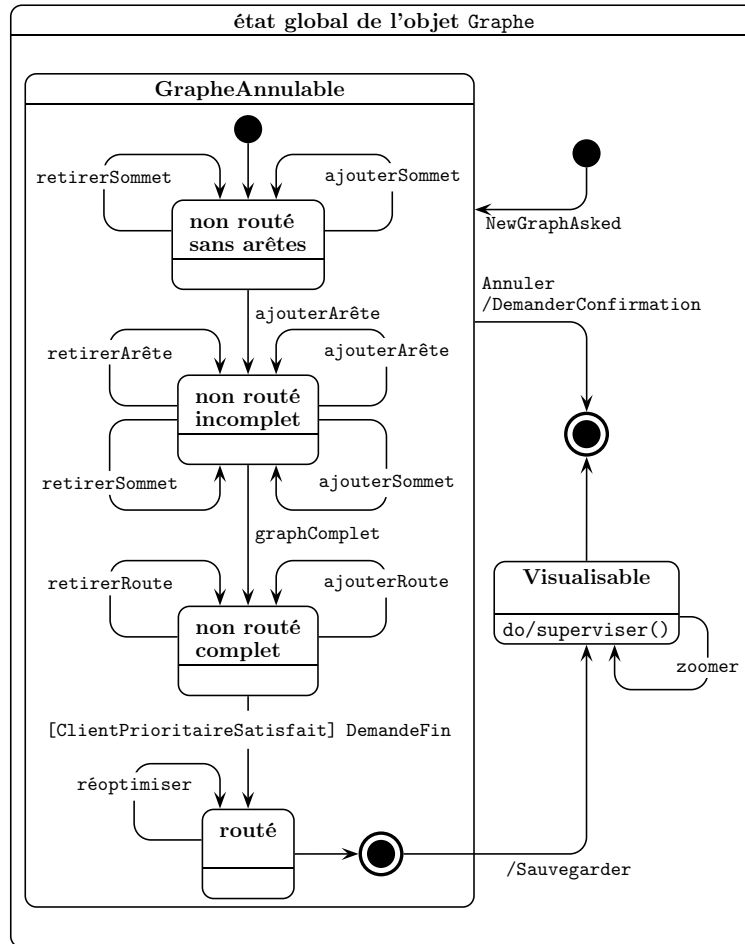 état global de l'objet Graphe
GrapheAnnulable
retirerSommet
ajouterSommet
non routé
sans arêtes
NewGraphAsked
Annuler
/DemanderConfirmation
ajouterArête
retirerArête
ajouterArête
non routé
incomplet
retirerSommet
ajouterSommet
graphComplet
retirerRoute
ajouterRoute
non routé
complet
Visualisable
do/superviser()
zoomer
[ClientPrioritaireSatisfait] DemandeFin
réoptimiser
routé
/Sauvegarder